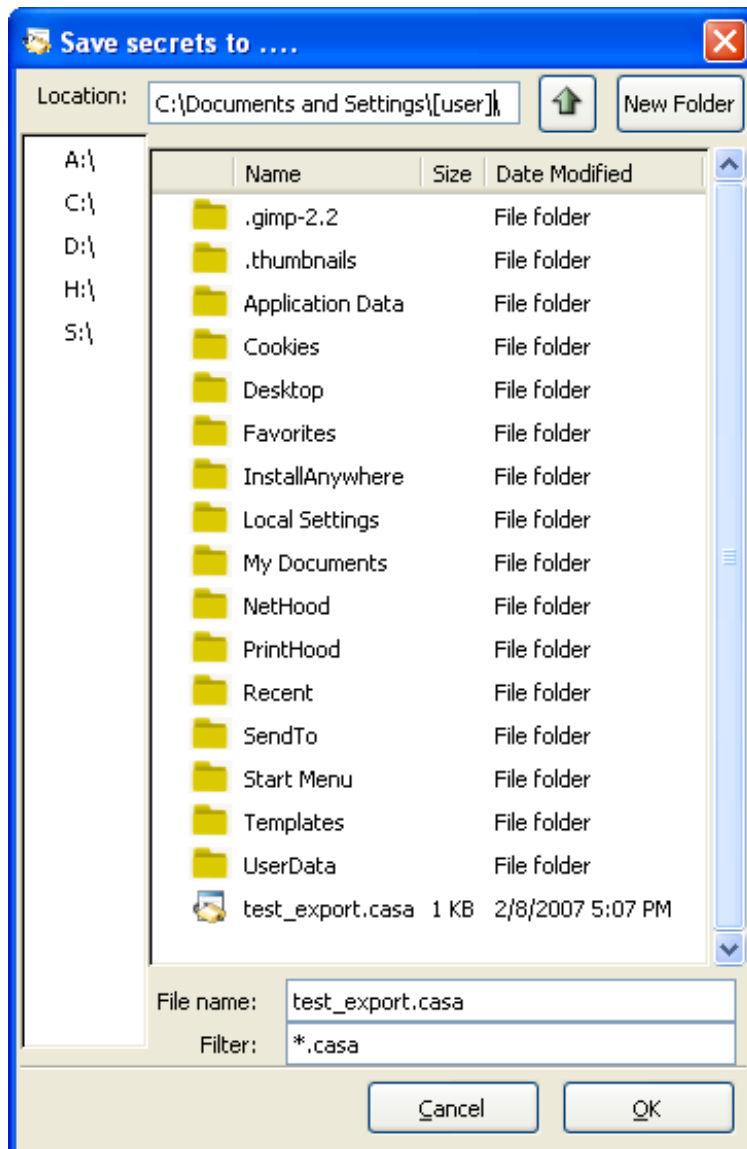 Save secrets to ....
Location: C:\Documents and Settings\[user]\ New Folder
A:\
C:\
D:\
H:\
S:\
Name Size Date Modified
.gimp-2.2 File folder
.thumbnails File folder
Application Data File folder
Cookies File folder
Desktop File folder
Favorites File folder
InstallAnywhere File folder
Local Settings File folder
My Documents File folder
NetHood File folder
PrintHood File folder
Recent File folder
SendTo File folder
Start Menu File folder
Templates File folder
UserData File folder
test_export.casa 1 KB 2/8/2007 5:07 PM
File name: test_export.casa
Filter: *.casa
Cancel OK